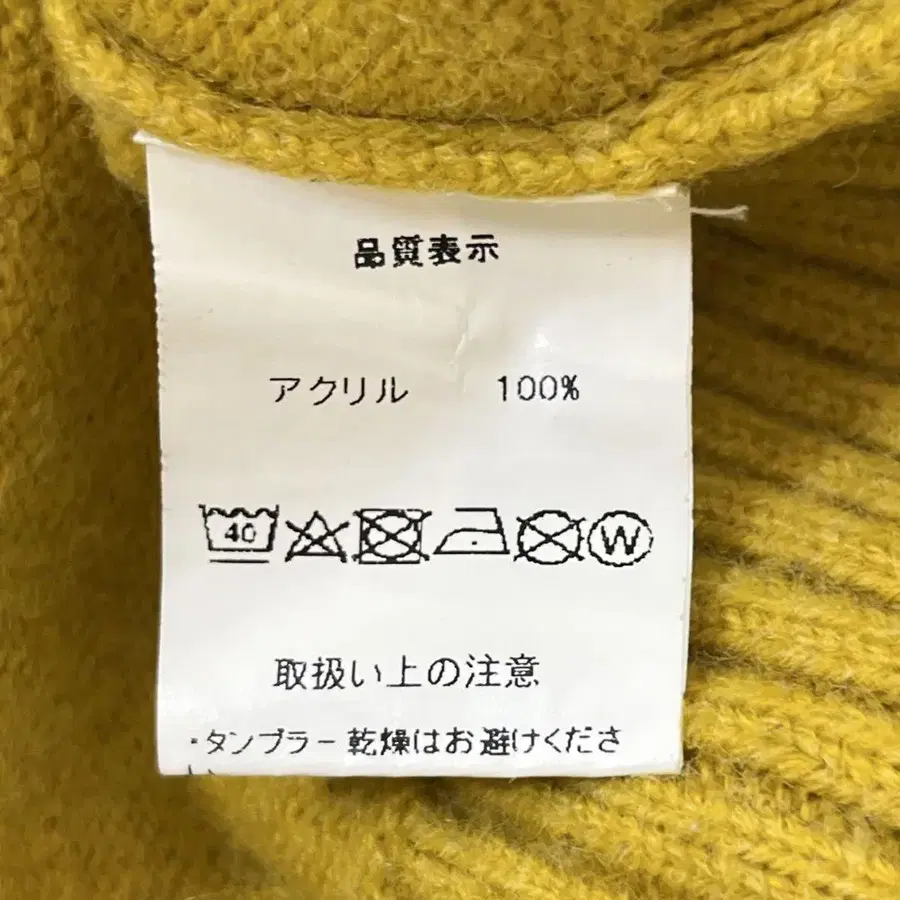 品質表示
アクリル 100%
40 W
取扱い上の注意
・タンブラー乾燥はお避けくださ